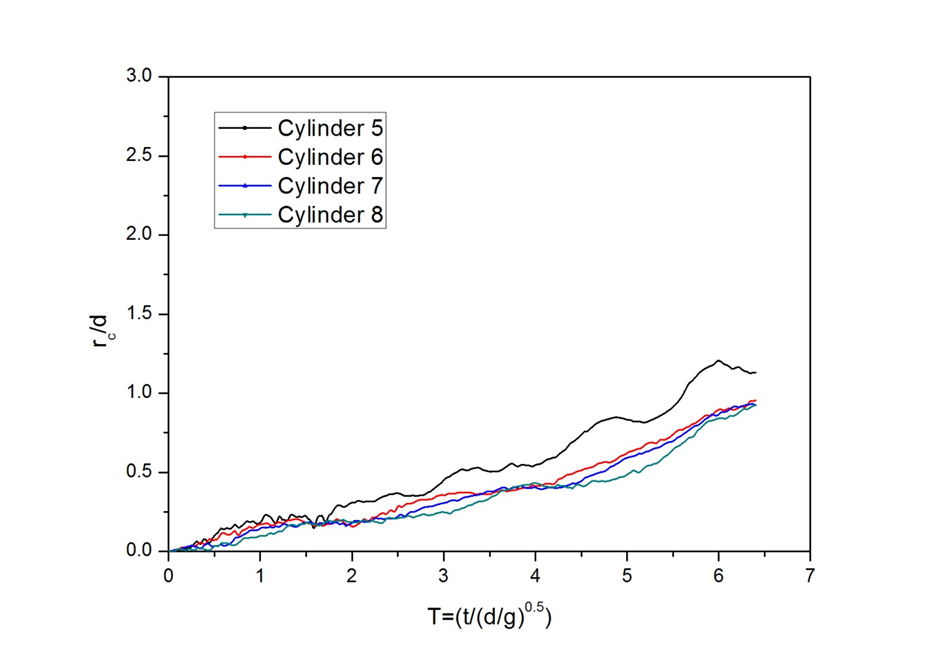 3.0
2.5
2.0
1.5
1.0
0.5
0.0
r_c/d
Cylinder 5
Cylinder 6
Cylinder 7
Cylinder 8
0 1 2 3 4 5 6 7
T=(t/(d/g)^0.5)